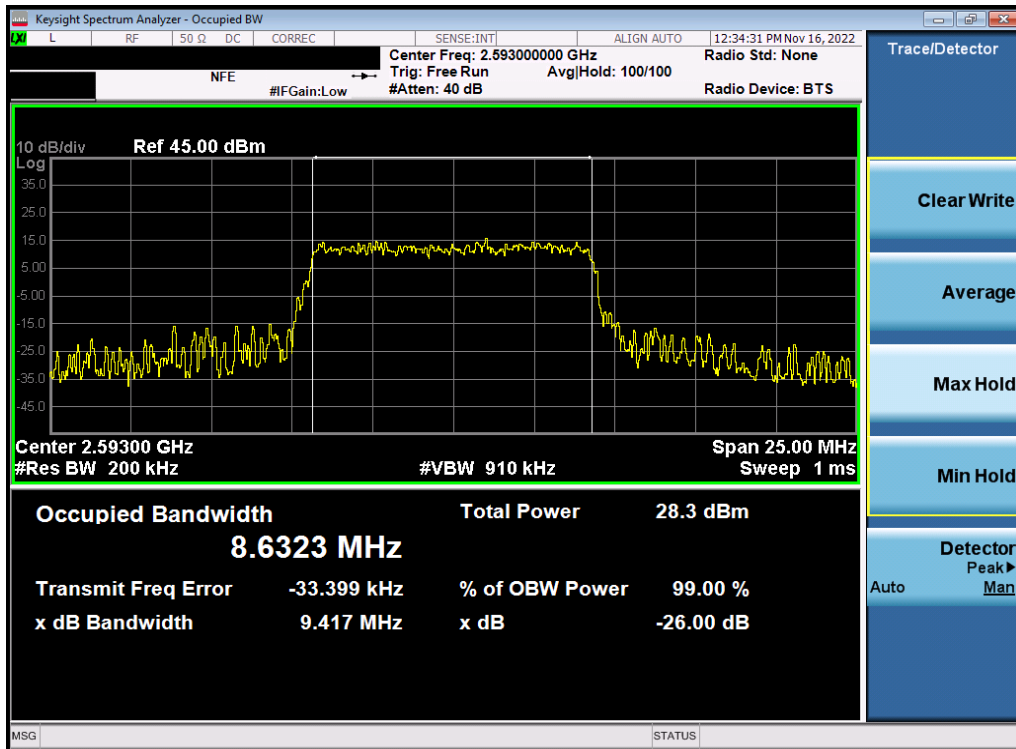 Keysight Spectrum Analyzer - Occupied BW
LXI L RF 50 Ω DC CORREC SENSE:INT ALIGN AUTO 12:34:31 PM Nov 16, 2022
Center Freq: 2.593000000 GHz Radio Std: None
NFE Trig: Free Run Avg|Hold: 100/100
#IFGain:Low #Atten: 40 dB Radio Device: BTS
10 dB/div Ref 45.00 dBm
Log
35.0
25.0
15.0
5.00
-5.00
-15.0
-25.0
-35.0
-45.0
Center 2.59300 GHz Span 25.00 MHz
#Res BW 200 kHz #VBW 910 kHz Sweep 1 ms
Occupied Bandwidth Total Power 28.3 dBm
8.6323 MHz
Transmit Freq Error -33.399 kHz % of OBW Power 99.00 %
x dB Bandwidth 9.417 MHz x dB -26.00 dB
MSG STATUS
Trace/Detector
Clear Write
Average
Max Hold
Min Hold
Detector
Peak▶
Auto Man